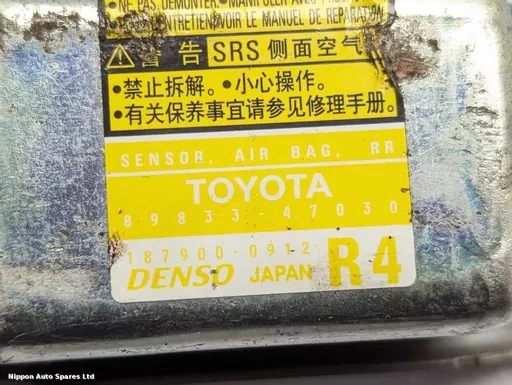 •NE PAS DÉMONTER. •MANIPULER AVEC
D'ENTRETIEN.VOIR LE MANUEL DE RÉPARATION
警 告 SRS 侧面空气
•禁止拆解。•小心操作。
•有关保养事宜请参见修理手册。
SENSOR, AIR BAG, RR
TOYOTA
89833-47030
187900-0912
DENSO JAPAN R4
Nippon Auto Spares Ltd